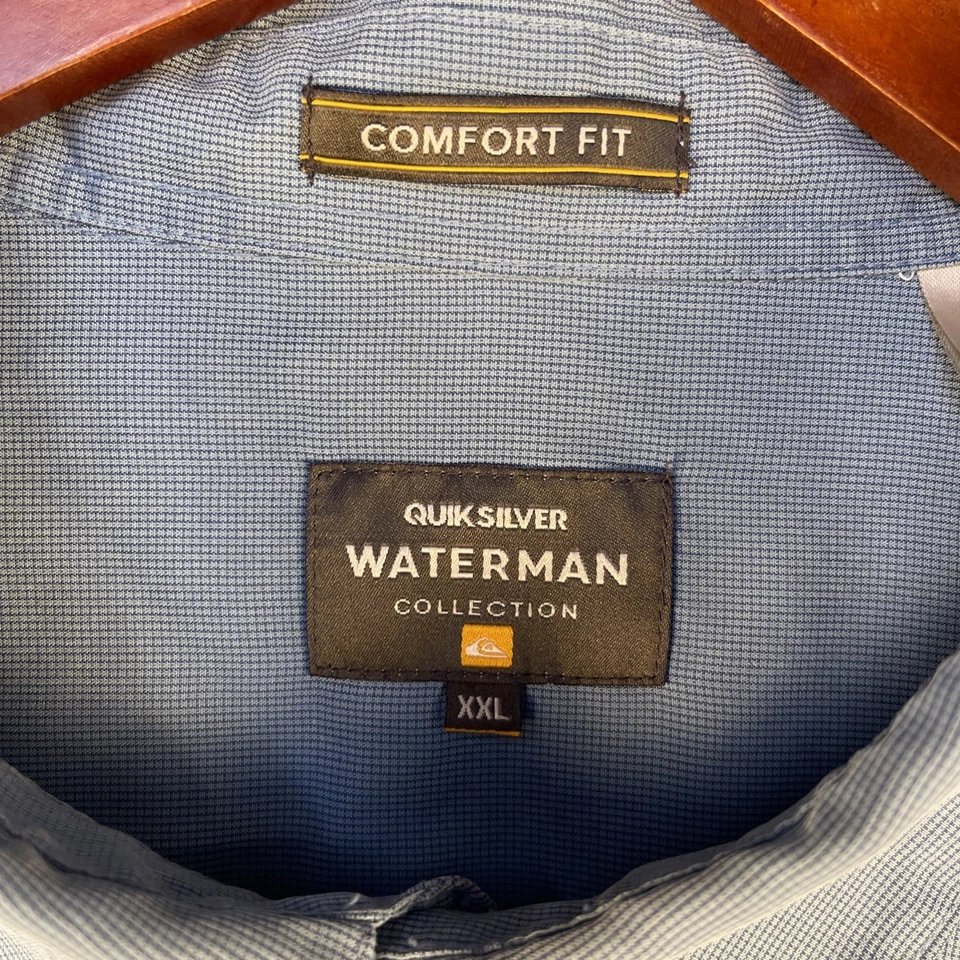 COMFORT FIT
QUIKSILVER
WATERMAN
COLLECTION
XXL